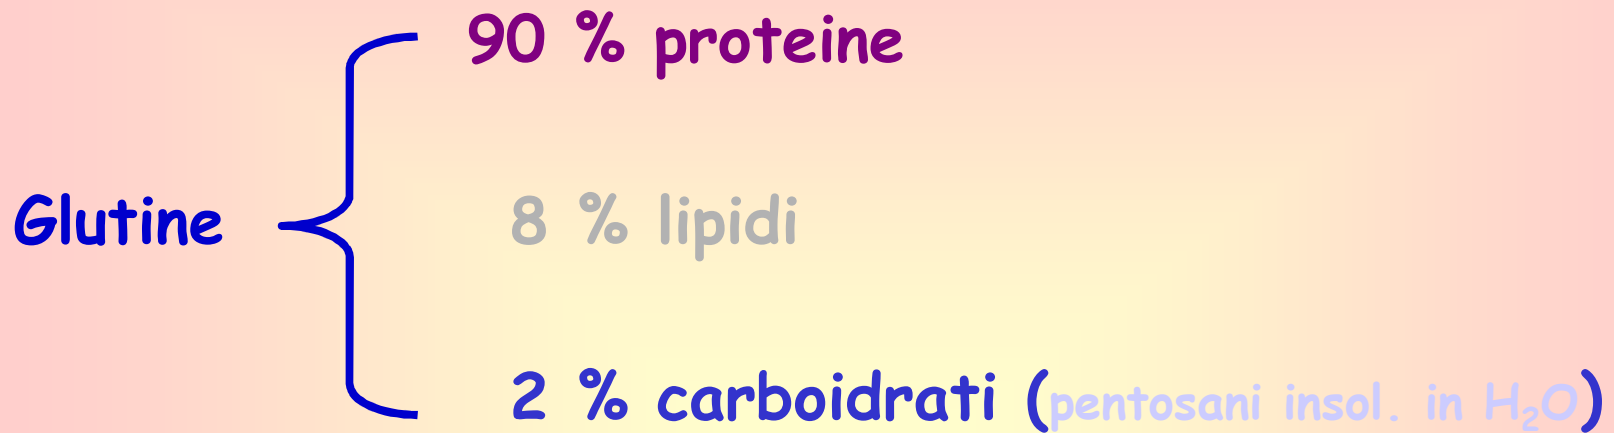 90 % proteine
Glutine
8 % lipidi
2 % carboidrati (pentosani insol. in H₂O)